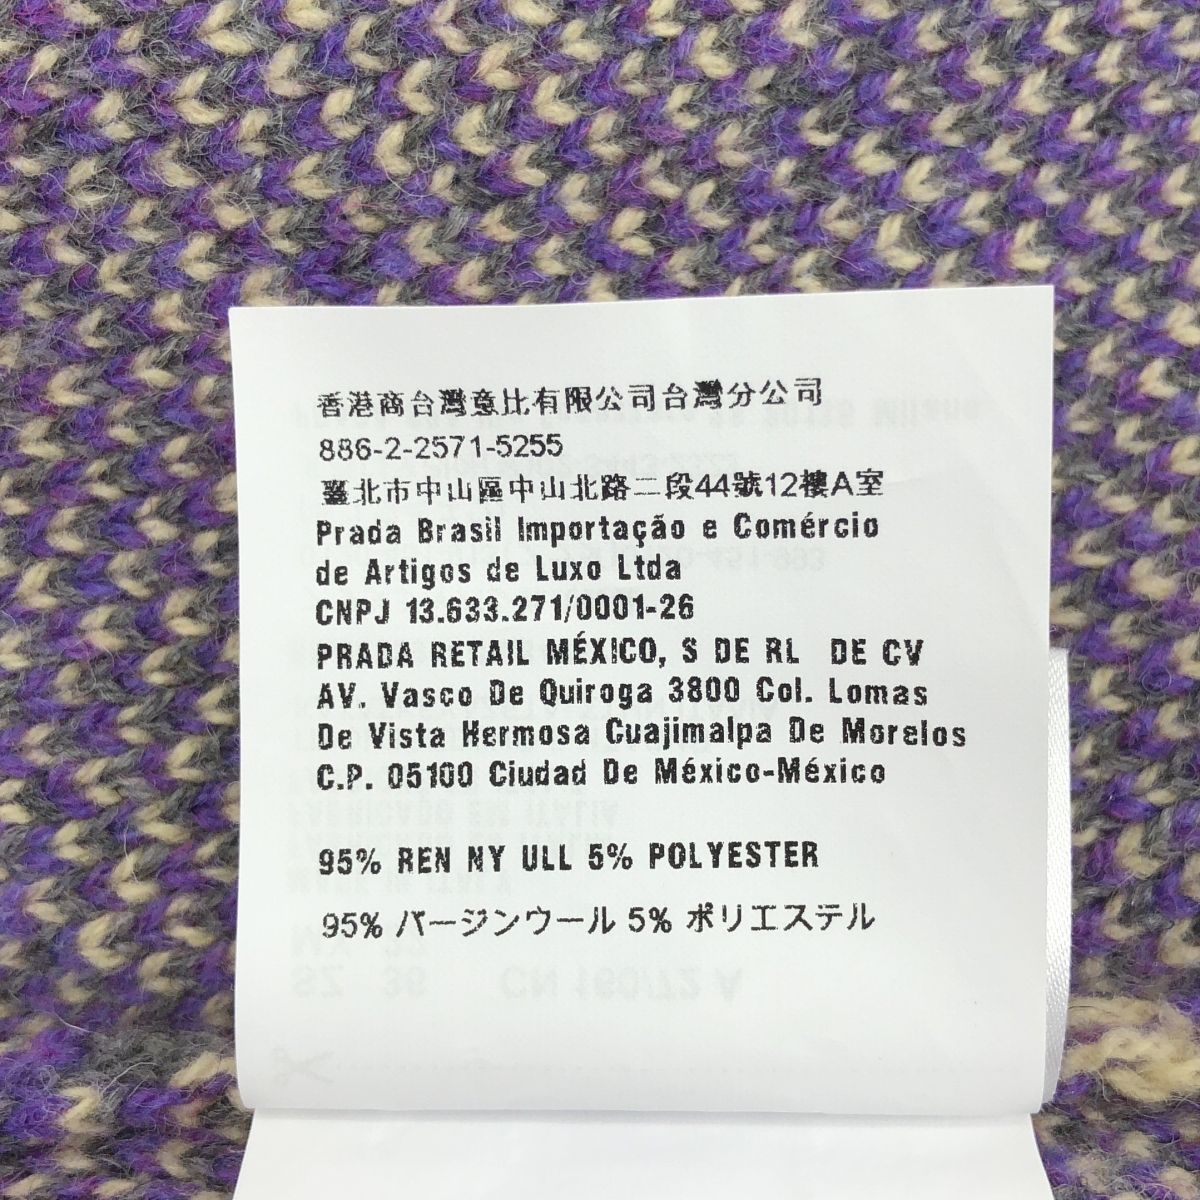 香港商台灣意比有限公司台灣分公司
886-2-2571-5255
臺北市中山區中山北路二段44號12樓A室
Prada Brasil Importação e Comércio
de Artigos de Luxo Ltda
CNPJ 13.633.271/0001-26
PRADA RETAIL MÉXICO, S DE RL DE CV
AV. Vasco De Quiroga 3800 Col. Lomas
De Vista Hermosa Cuajimalpa De Morelos
C.P. 05100 Ciudad De México-México
95% REN NY ULL 5% POLYESTER
95% バージンウール 5% ポリエステル